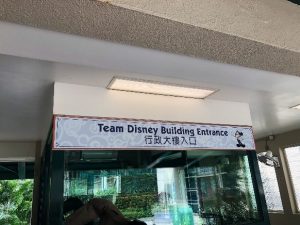 Team Disney Building Entrance
行政大樓入口